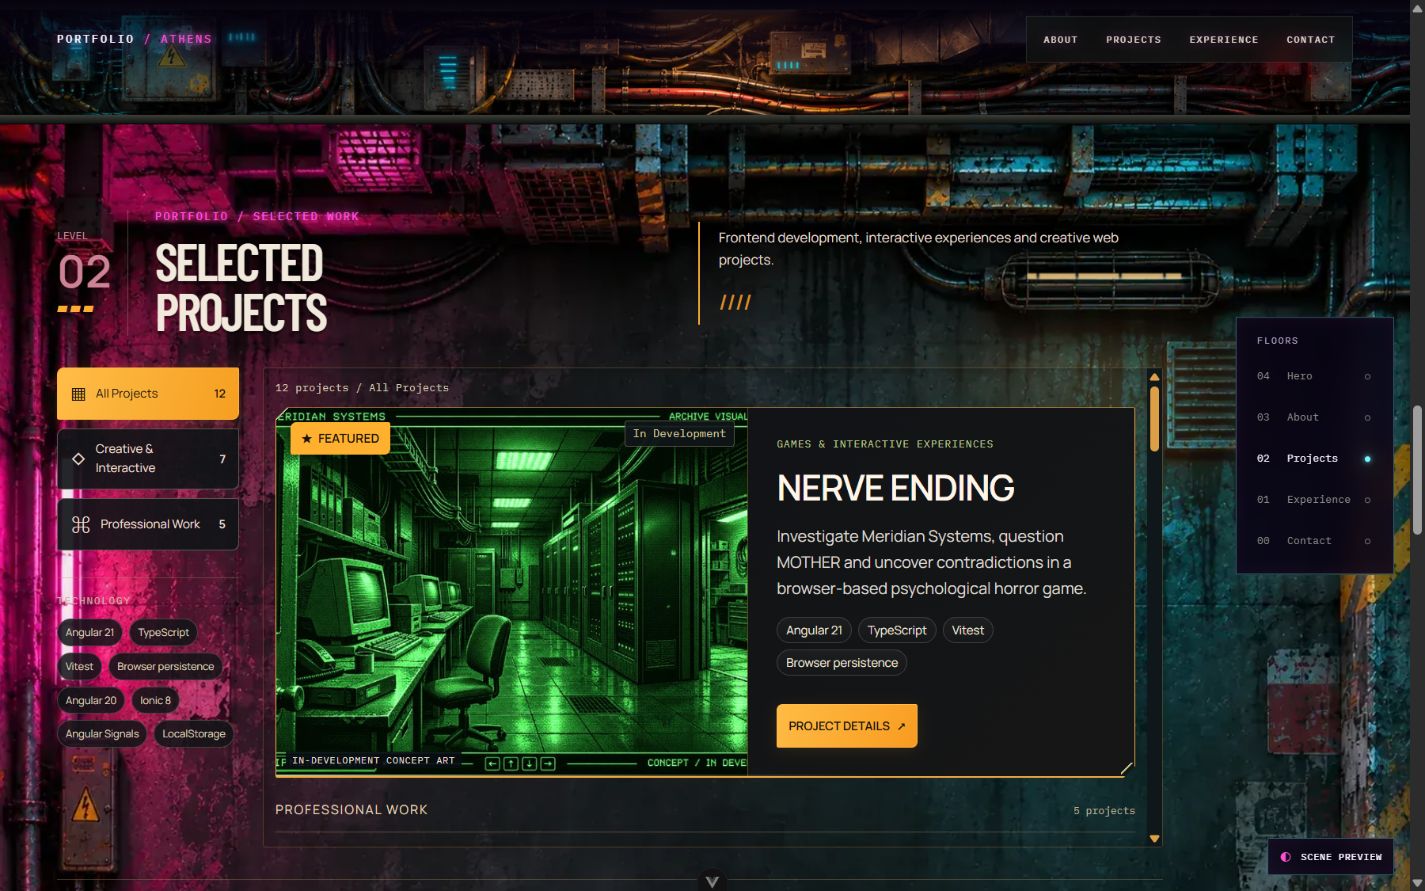 PORTFOLIO / ATHENS
ABOUT PROJECTS EXPERIENCE CONTACT
PORTFOLIO / SELECTED WORK
LEVEL
02
SELECTED
PROJECTS
Frontend development, interactive experiences and creative web
projects.
////
FLOORS
04 Hero
03 About
02 Projects
01 Experience
00 Contact
All Projects 12
Creative &
Interactive 7
Professional Work 5
TECHNOLOGY
Angular 21 TypeScript
Vitest Browser persistence
Angular 20 Ionic 8
Angular Signals LocalStorage
12 projects / All Projects
ERIDIAN SYSTEMS ARCHIVE VISUAL
★ FEATURED
In Development
IN-DEVELOPMENT CONCEPT ART ← ↑ ↓ → CONCEPT / IN DEVE
GAMES & INTERACTIVE EXPERIENCES
NERVE ENDING
Investigate Meridian Systems, question
MOTHER and uncover contradictions in a
browser-based psychological horror game.
Angular 21 TypeScript Vitest
Browser persistence
PROJECT DETAILS ↗
PROFESSIONAL WORK 5 projects
SCENE PREVIEW